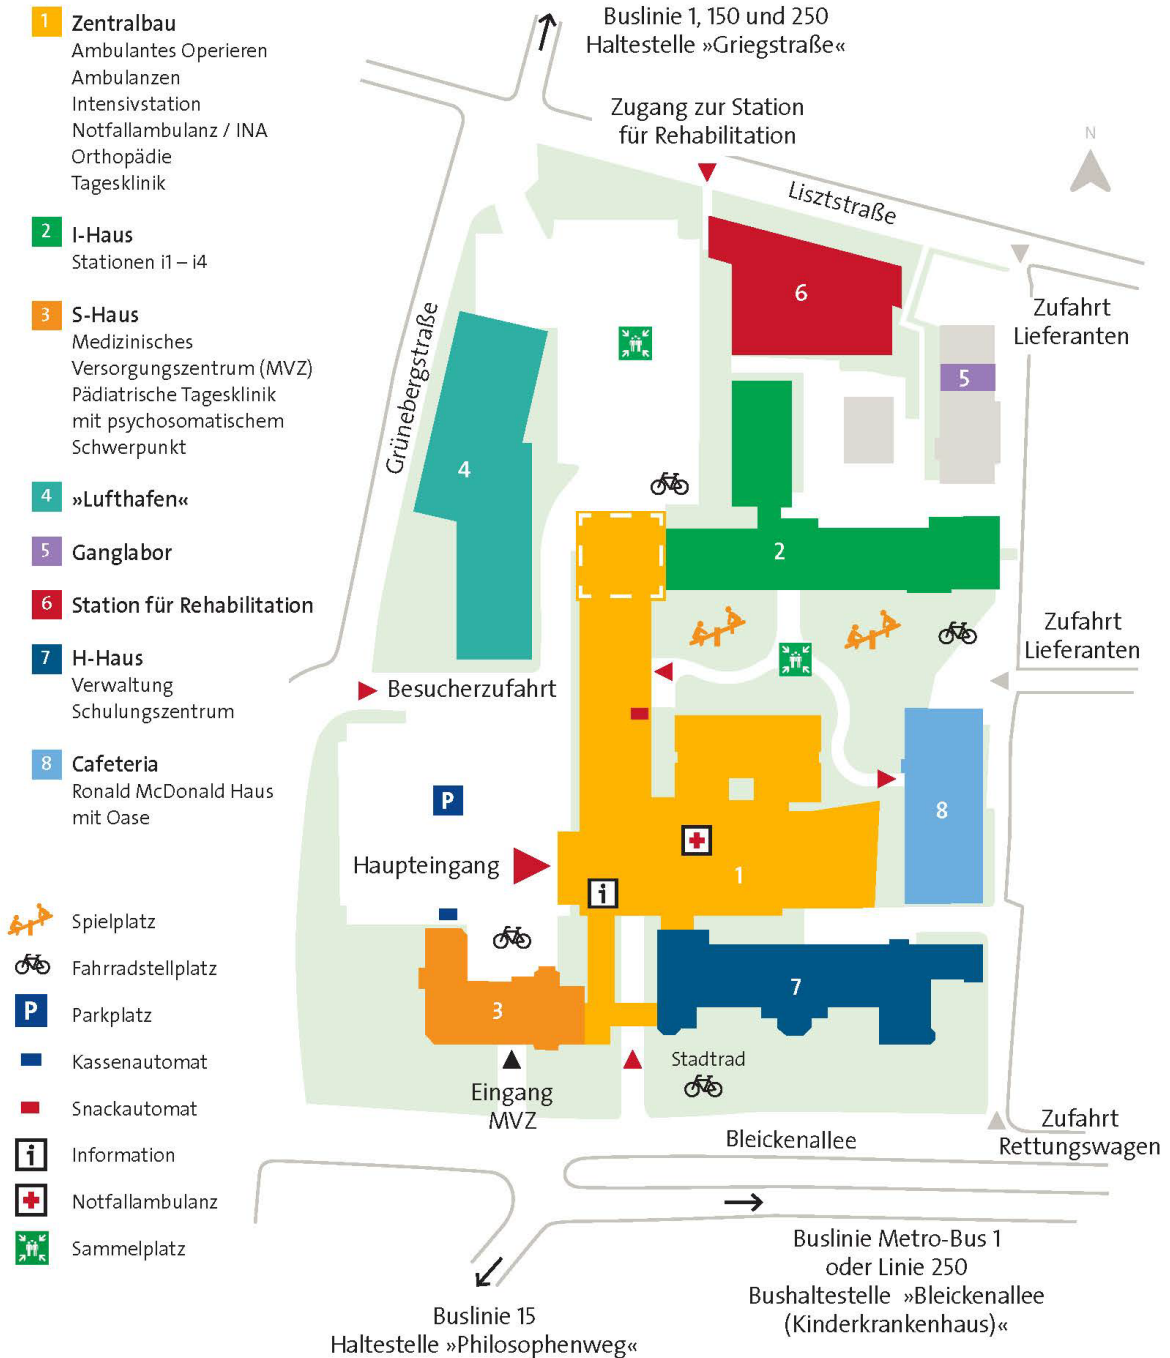 1 Zentralbau
Ambulantes Operieren
Ambulanzen
Intensivstation
Notfallambulanz / INA
Orthopädie
Tagesklinik
2 I-Haus
Stationen i1 – i4
3 S-Haus
Medizinisches
Versorgungszentrum (MVZ)
Pädiatrische Tagesklinik
mit psychosomatischem
Schwerpunkt
4 »Lufthafen«
5 Ganglabor
6 Station für Rehabilitation
7 H-Haus
Verwaltung
Schulungszentrum
8 Cafeteria
Ronald McDonald Haus
mit Oase
Spielplatz
Fahrradstellplatz
P Parkplatz
Kassenautomat
Snackautomat
i Information
Notfallambulanz
Sammelplatz
Buslinie 1, 150 und 250
Haltestelle »Griegstraße«
Zugang zur Station
für Rehabilitation
N
Lisztstraße
6
Zufahrt
Lieferanten
Grünebergstraße
5
4
2
Zufahrt
Lieferanten
Besucherzufahrt
P
8
Haupteingang
1
i
7
3
Stadtrad
Eingang
MVZ
Zufahrt
Rettungswagen
Bleickenallee
Buslinie Metro-Bus 1
oder Linie 250
Bushaltestelle »Bleickenallee
(Kinderkrankenhaus)«
Buslinie 15
Haltestelle »Philosophenweg«